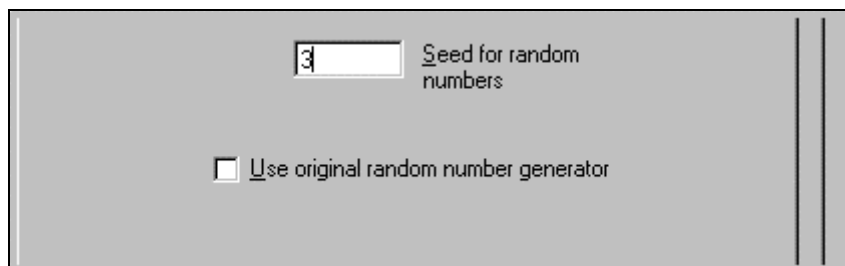 3
Seed for random
numbers
Use original random number generator